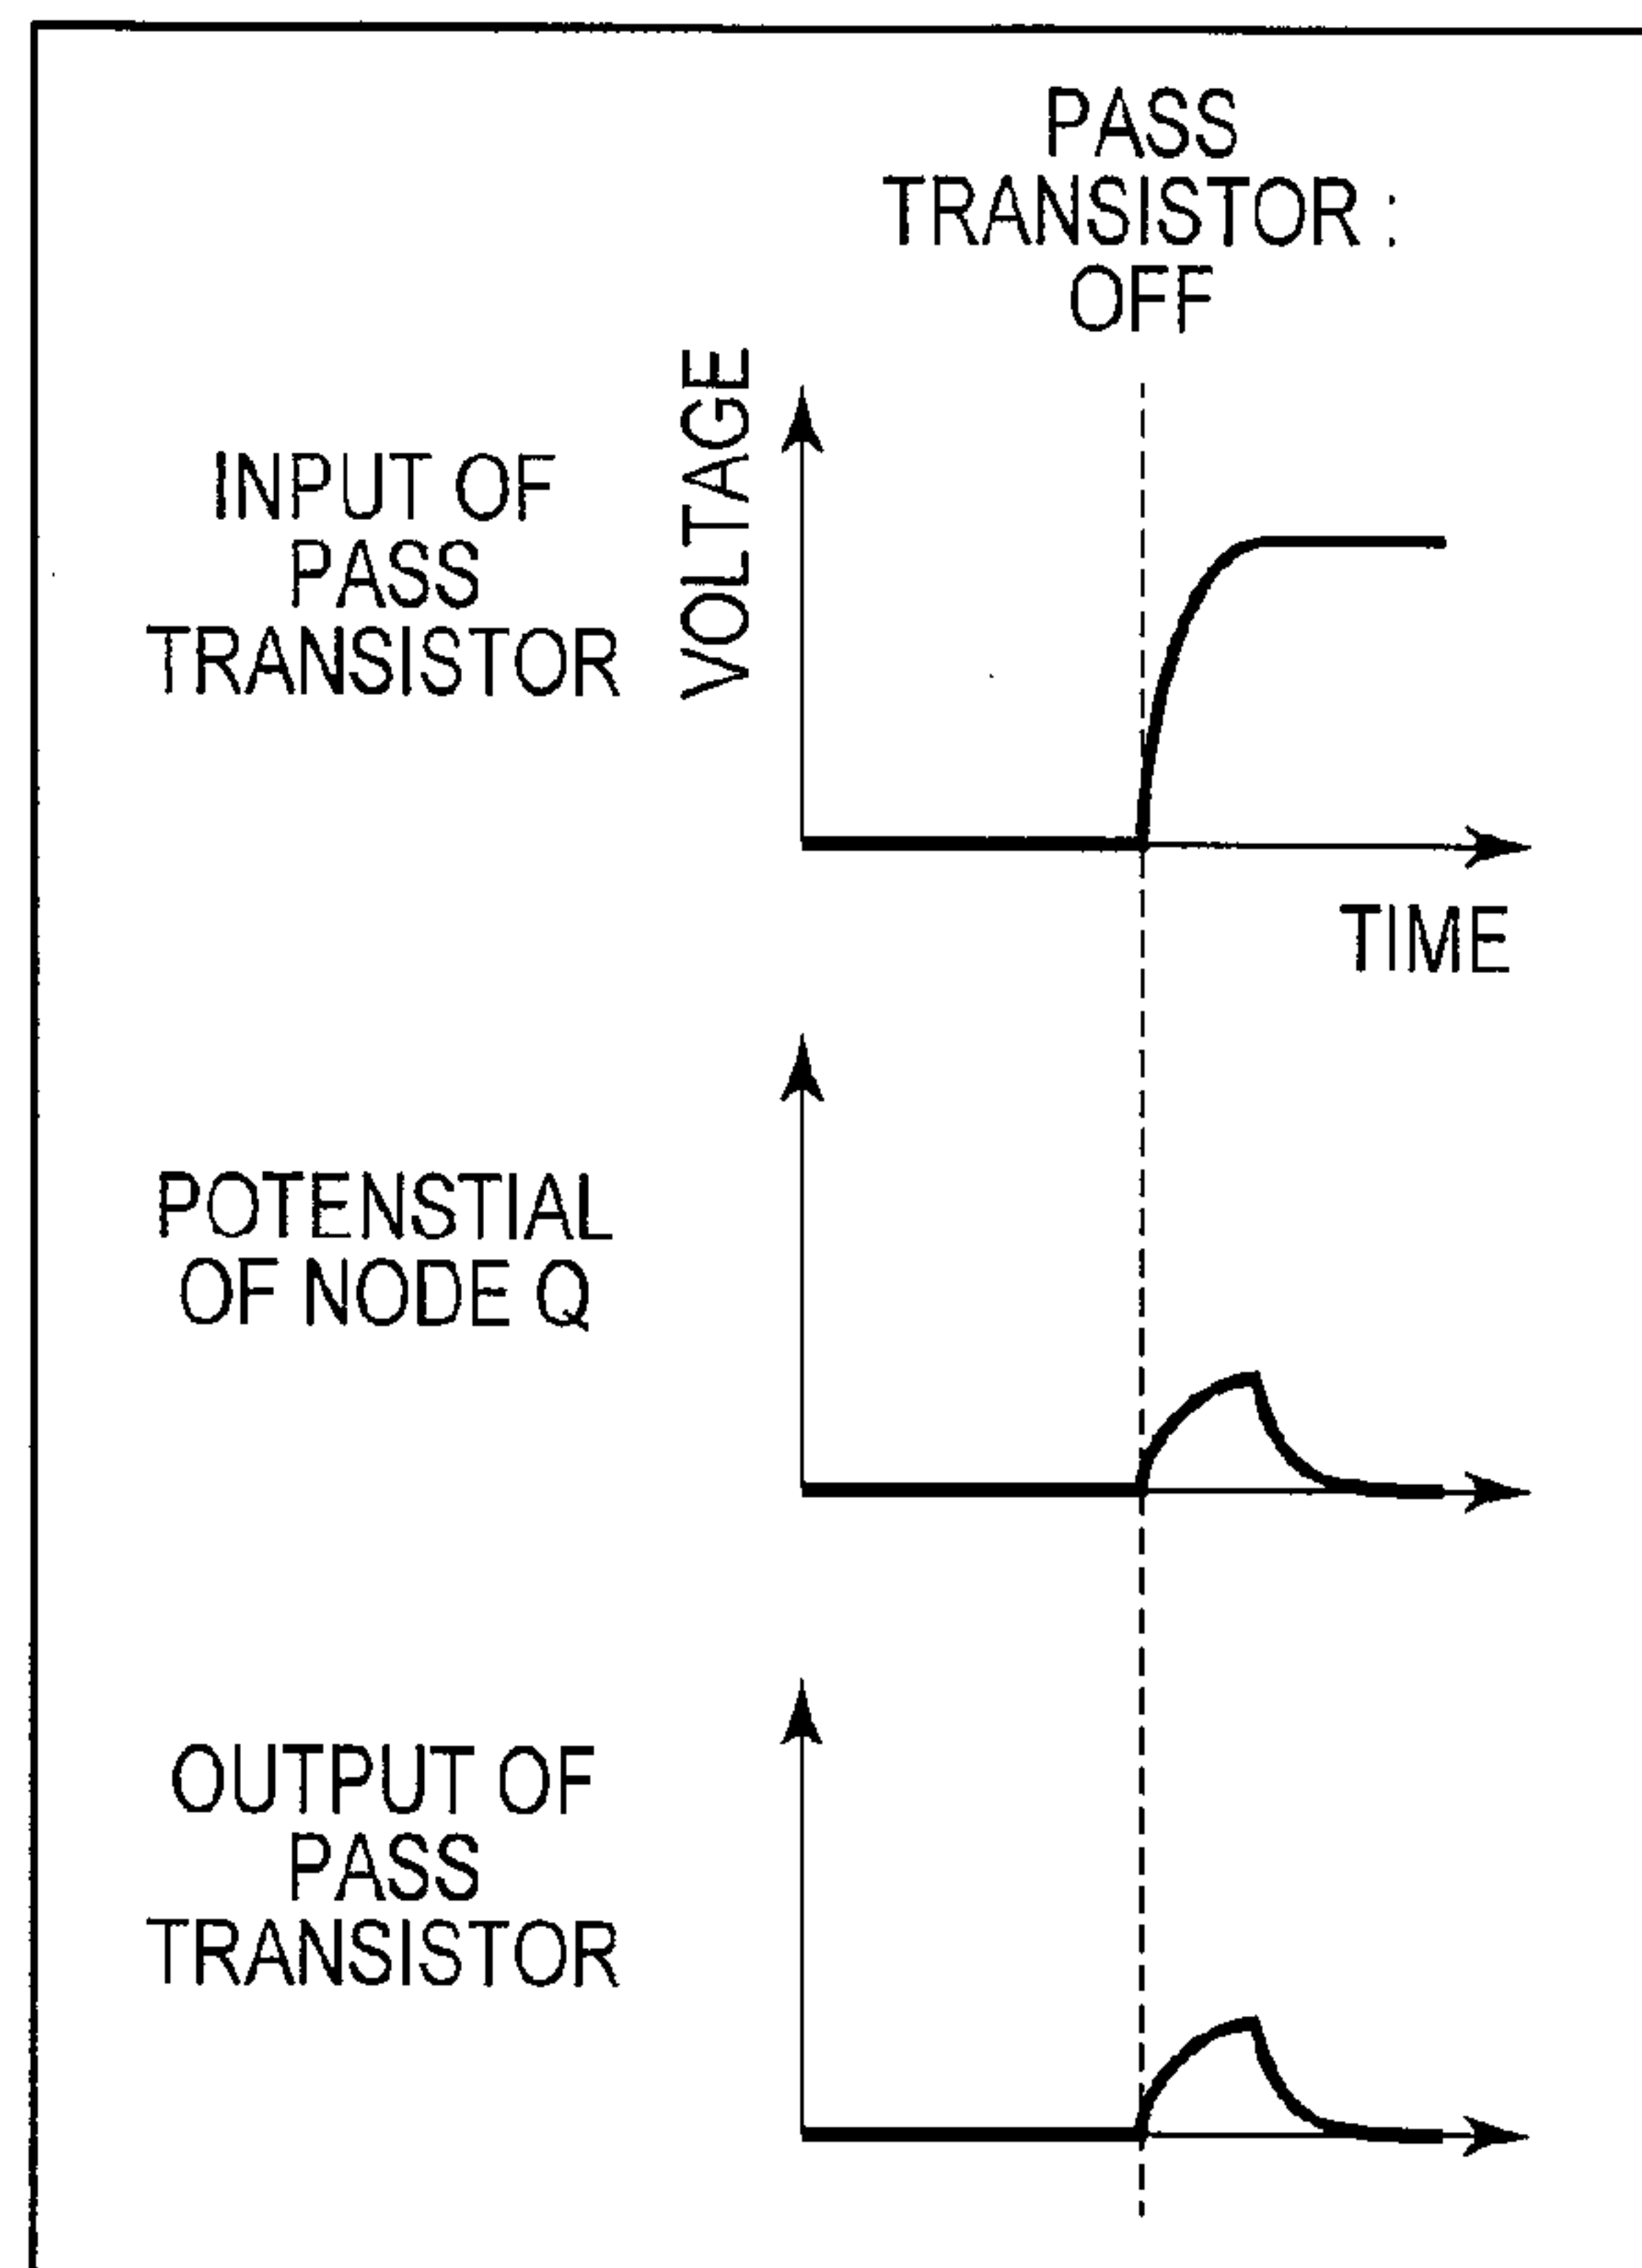 PASS
TRANSISTOR :
OFF
VOLTAGE
INPUT OF
PASS
TRANSISTOR
TIME
POTENSTIAL
OF NODE Q
OUTPUT OF
PASS
TRANSISTOR